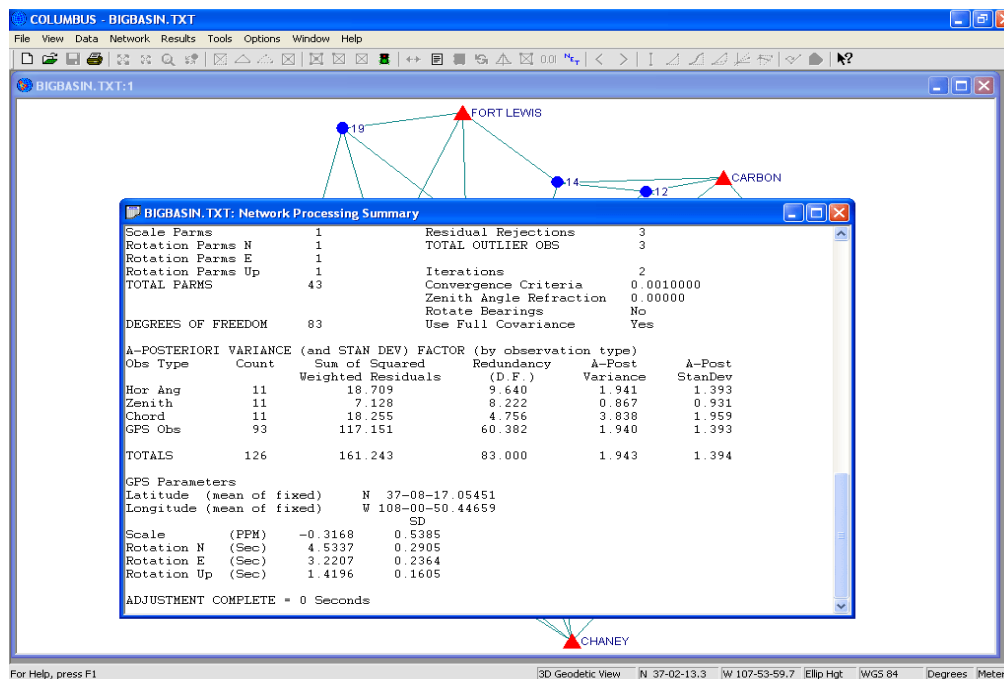 COLUMBUS - BIGBASIN.TXT
File View Data Network Results Tools Options Window Help
0.01
BIGBASIN.TXT:1
FORT LEWIS
19
14
CARBON
12
BIGBASIN.TXT: Network Processing Summary
Scale Parms 1 Residual Rejections 3
Rotation Parms N 1 TOTAL OUTLIER OBS 3
Rotation Parms E 1
Rotation Parms Up 1 Iterations 2
TOTAL PARMS 43 Convergence Criteria 0.0010000
Zenith Angle Refraction 0.00000
Rotate Bearings No
DEGREES OF FREEDOM 83 Use Full Covariance Yes
A-POSTERIORI VARIANCE (and STAN DEV) FACTOR (by observation type)
Obs Type Count Sum of Squared Redundancy A-Post A-Post
Weighted Residuals (D.F.) Variance StanDev
Hor Ang 11 18.709 9.640 1.941 1.393
Zenith 11 7.128 8.222 0.867 0.931
Chord 11 18.255 4.756 3.838 1.959
GPS Obs 93 117.151 60.382 1.940 1.393
TOTALS 126 161.243 83.000 1.943 1.394
GPS Parameters
Latitude (mean of fixed) N 37-08-17.05451
Longitude (mean of fixed) W 108-00-50.44659
SD
Scale (PPM) -0.3168 0.5385
Rotation N (Sec) 4.5337 0.2905
Rotation E (Sec) 3.2207 0.2364
Rotation Up (Sec) 1.4196 0.1605
ADJUSTMENT COMPLETE = 0 Seconds
CHANEY
For Help, press F1 3D Geodetic View N 37-02-13.3 W 107-53-59.7 Ellip Hgt WGS 84 Degrees Meter